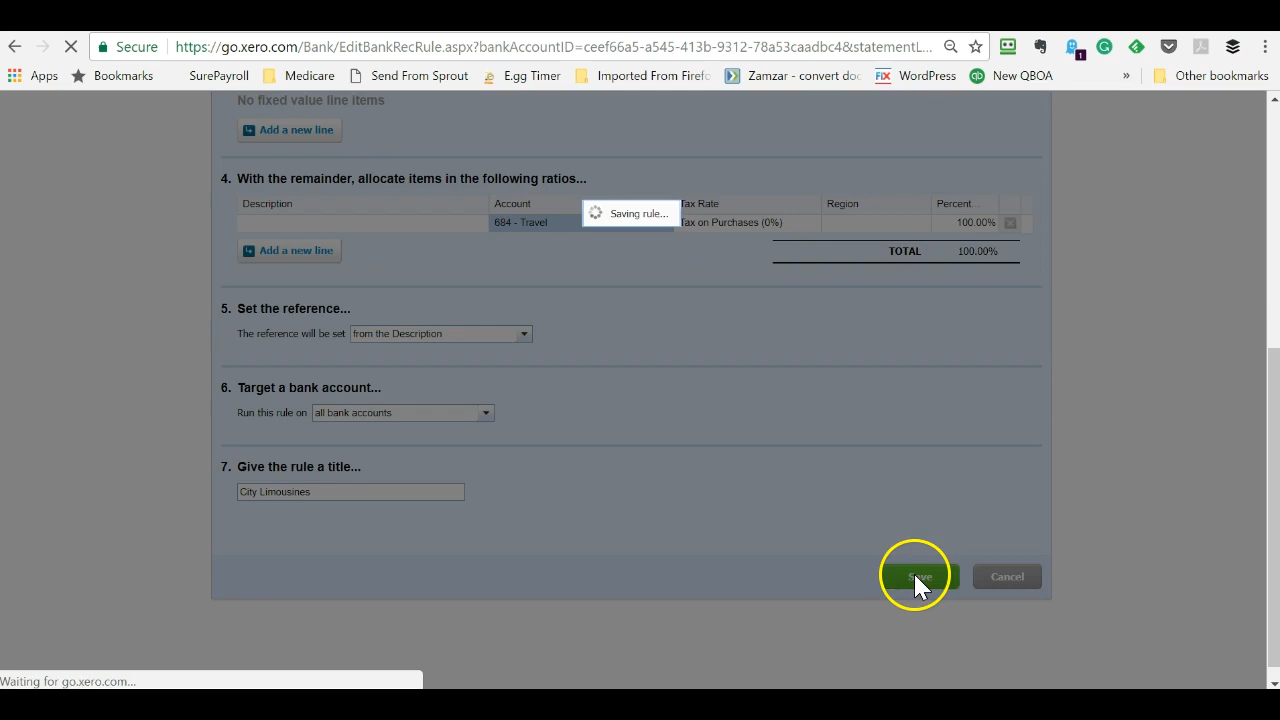 Secure https://go.xero.com/Bank/EditBankRecRule.aspx?bankAccountID=ceef66a5-a545-413b-9312-78a53caadbc4&statementL...
1
Apps Bookmarks SurePayroll Medicare Send From Sprout Egg Timer Imported From Firefo Zamzar - convert doc FIX WordPress qb New QBOA » Other bookmarks
No fixed value line items
Add a new line
4. With the remainder, allocate items in the following ratios...
Description Account Tax Rate Region Percent...
684 - Travel Tax on Purchases (0%) 100.00%
Saving rule...
Add a new line TOTAL 100.00%
5. Set the reference...
The reference will be set from the Description
6. Target a bank account...
Run this rule on all bank accounts
7. Give the rule a title...
City Limousines
Save Cancel
Waiting for go.xero.com...